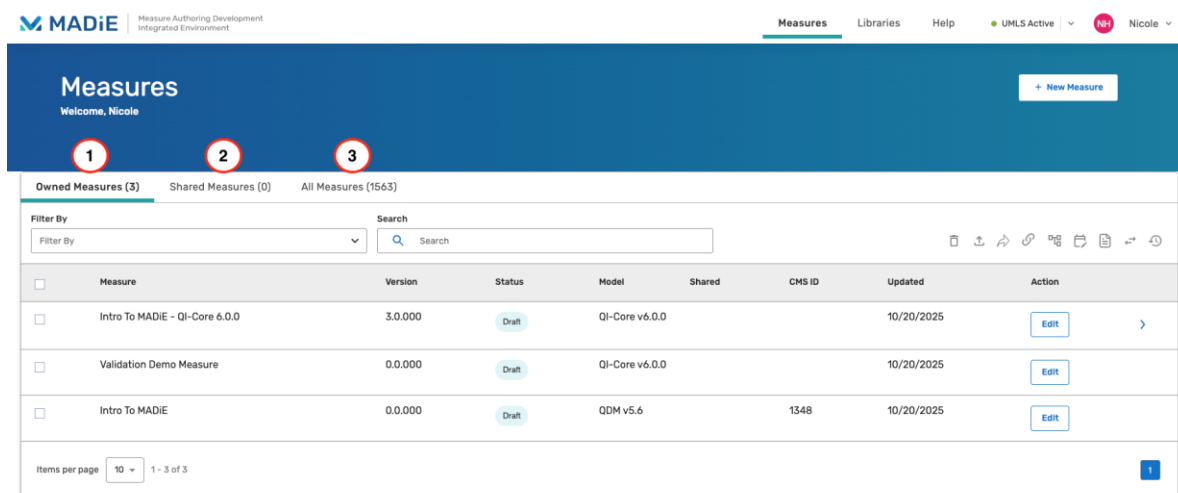 MADiE
Measure Authoring Development
Integrated Environment
Measures Libraries Help UMLS Active NH Nicole
Measures
Welcome, Nicole
+ New Measure
1 2 3
Owned Measures (3) Shared Measures (0) All Measures (1563)
Filter By Search
Filter By Search
Measure Version Status Model Shared CMS ID Updated Action
Intro To MADiE - QI-Core 6.0.0 3.0.000 Draft QI-Core v6.0.0 10/20/2025 Edit
Validation Demo Measure 0.0.000 Draft QI-Core v6.0.0 10/20/2025 Edit
Intro To MADiE 0.0.000 Draft QDM v5.6 1348 10/20/2025 Edit
Items per page 10 1 - 3 of 3 1